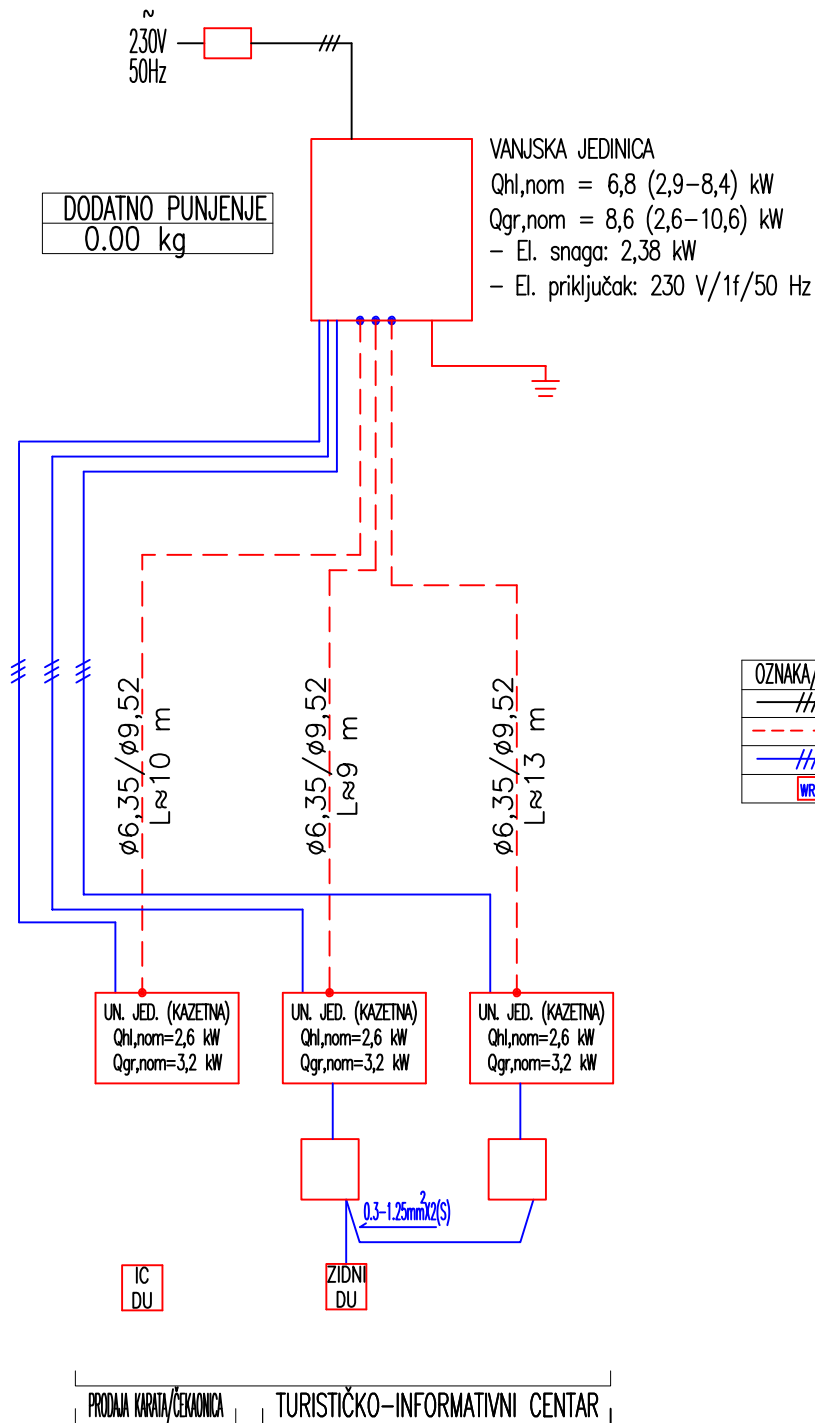 ~
230V
50Hz
VANJSKA JEDINICA
Qhl,nom = 6,8 (2,9–8,4) kW
Qgr,nom = 8,6 (2,6–10,6) kW
– El. snaga: 2,38 kW
– El. priključak: 230 V/1f/50 Hz
DODATNO PUNJENJE
0.00 kg
ø6,35/ø9,52
L≈10 m
ø6,35/ø9,52
L≈9 m
ø6,35/ø9,52
L≈13 m
OZNAKA/
WR
UN. JED. (KAZETNA)
Qhl,nom=2,6 kW
Qgr,nom=3,2 kW
UN. JED. (KAZETNA)
Qhl,nom=2,6 kW
Qgr,nom=3,2 kW
UN. JED. (KAZETNA)
Qhl,nom=2,6 kW
Qgr,nom=3,2 kW
0.3–1.25mm²X2(S)
IC
DU
ZIDNI
DU
PRODAJA KARATA/ČEKAONICA
TURISTIČKO–INFORMATIVNI CENTAR